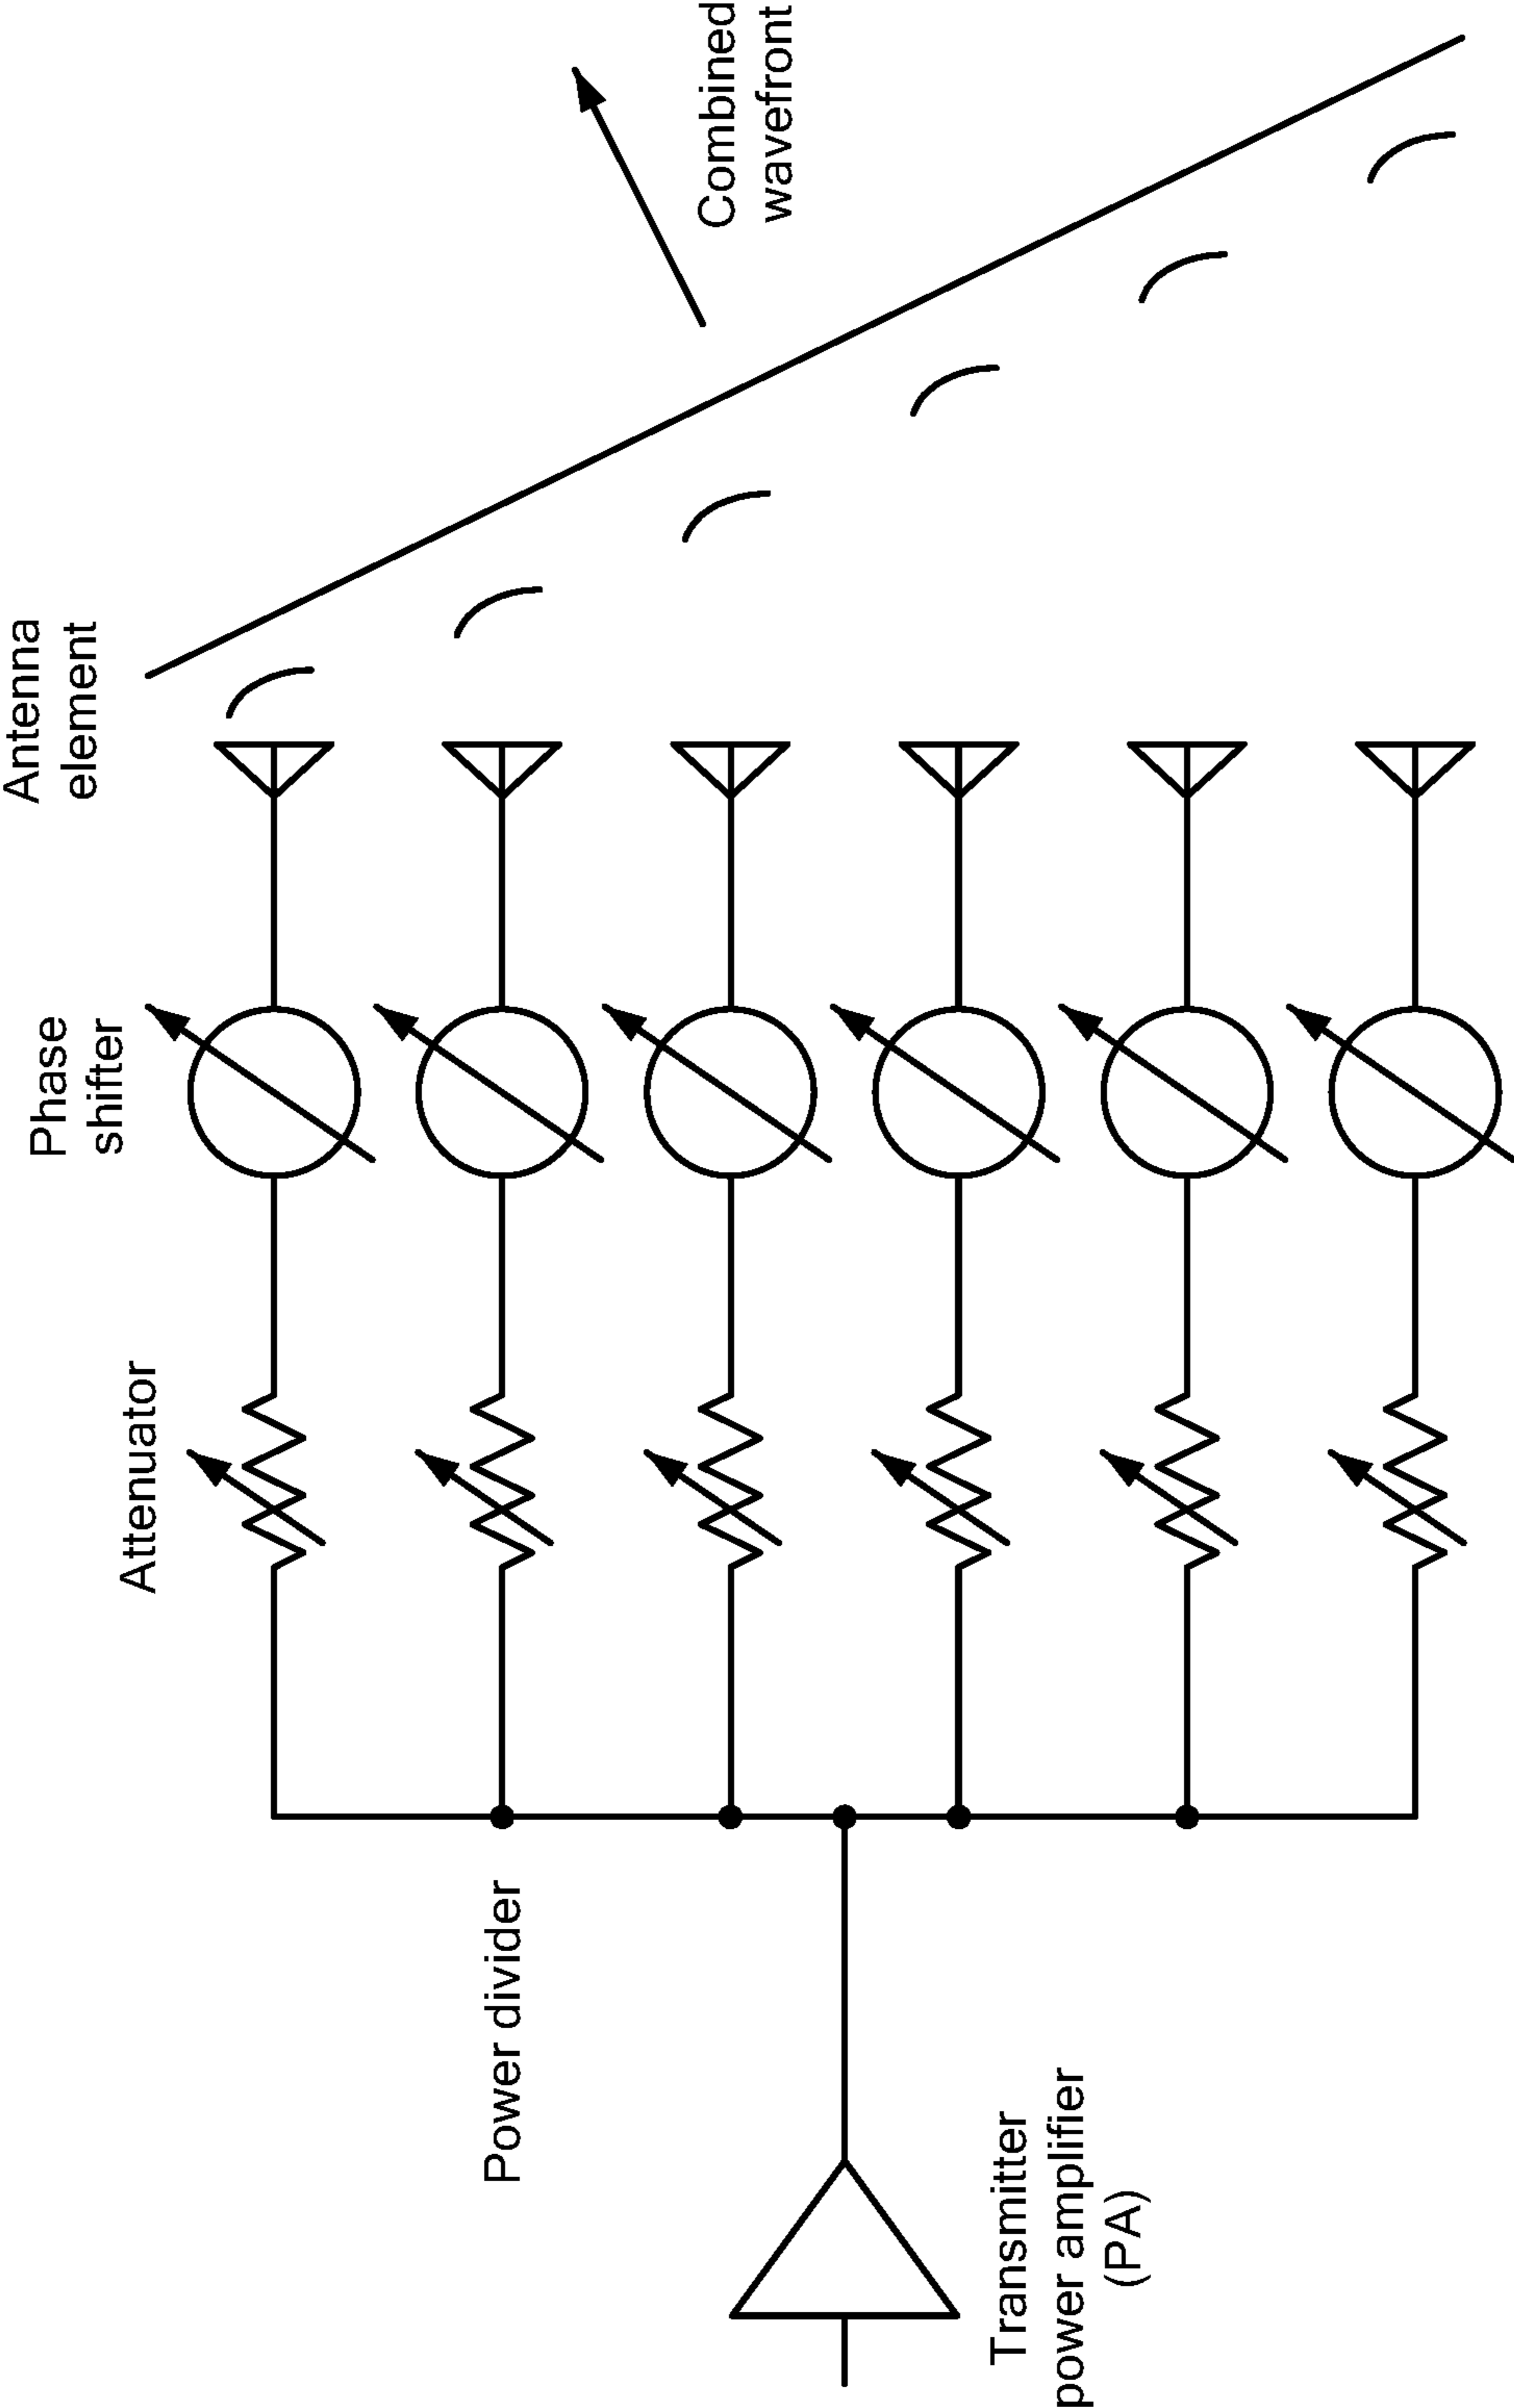 Antenna
element
Phase
shifter
Attenuator
Combined
wavefront
Power divider
Transmitter
power amplifier
(PA)